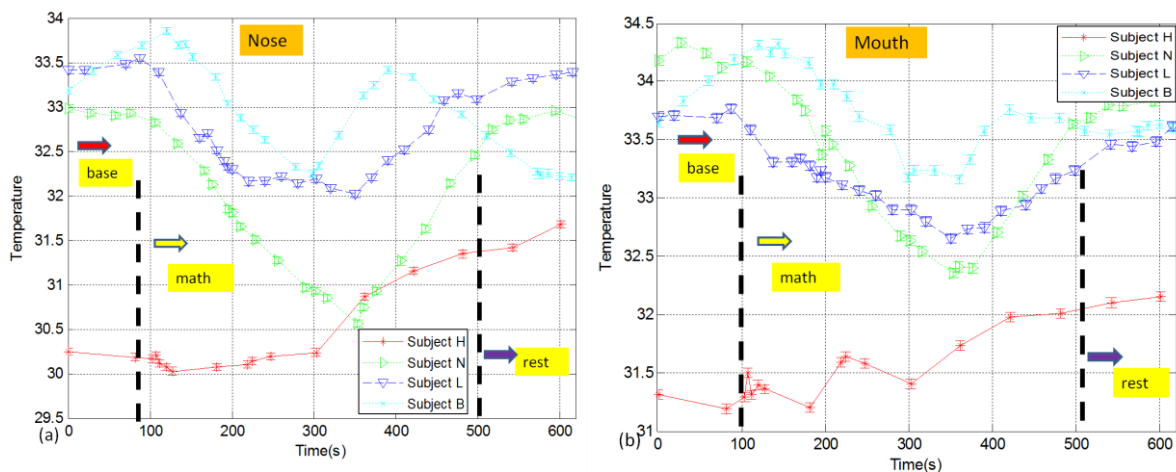 34
33.5
33
32.5
32
31.5
31
30.5
30
29.5
Temperature
Nose
base
math
rest
Subject H
Subject N
Subject L
Subject B
(a)
0 100 200 300 400 500 600
Time(s)
34.5
34
33.5
33
32.5
32
31.5
31
Temperature
Mouth
Subject H
Subject N
Subject L
Subject B
base
math
rest
(b)
0 100 200 300 400 500 600
Time(s)